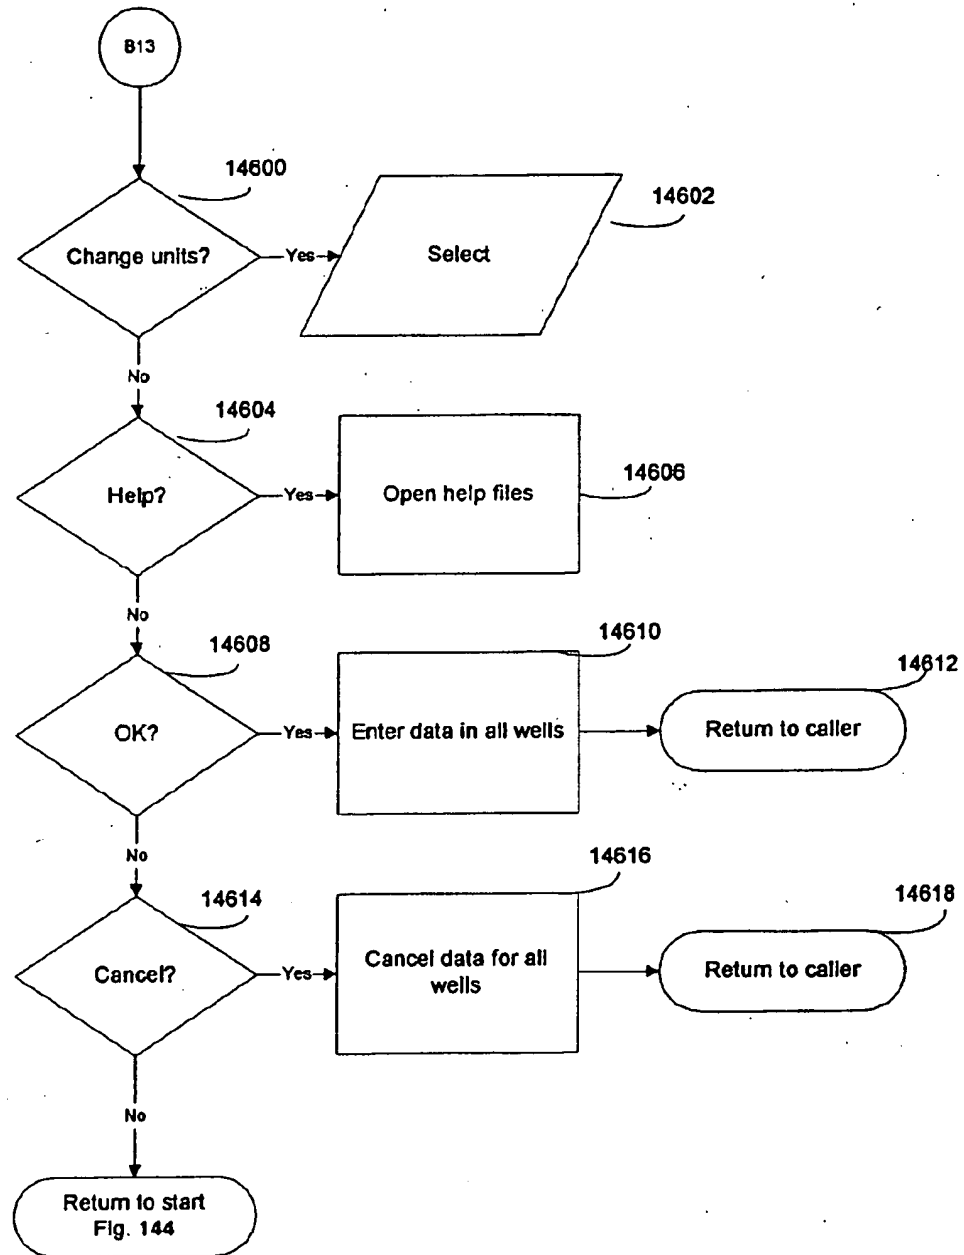 B13
14600
14602
Change units?
Yes
Select
No
14604
14606
Help?
Yes
Open help files
No
14608
14610
14612
OK?
Yes
Enter data in all wells
Return to caller
No
14614
14616
14618
Cancel?
Yes
Cancel data for all
wells
Return to caller
No
Return to start
Fig. 144